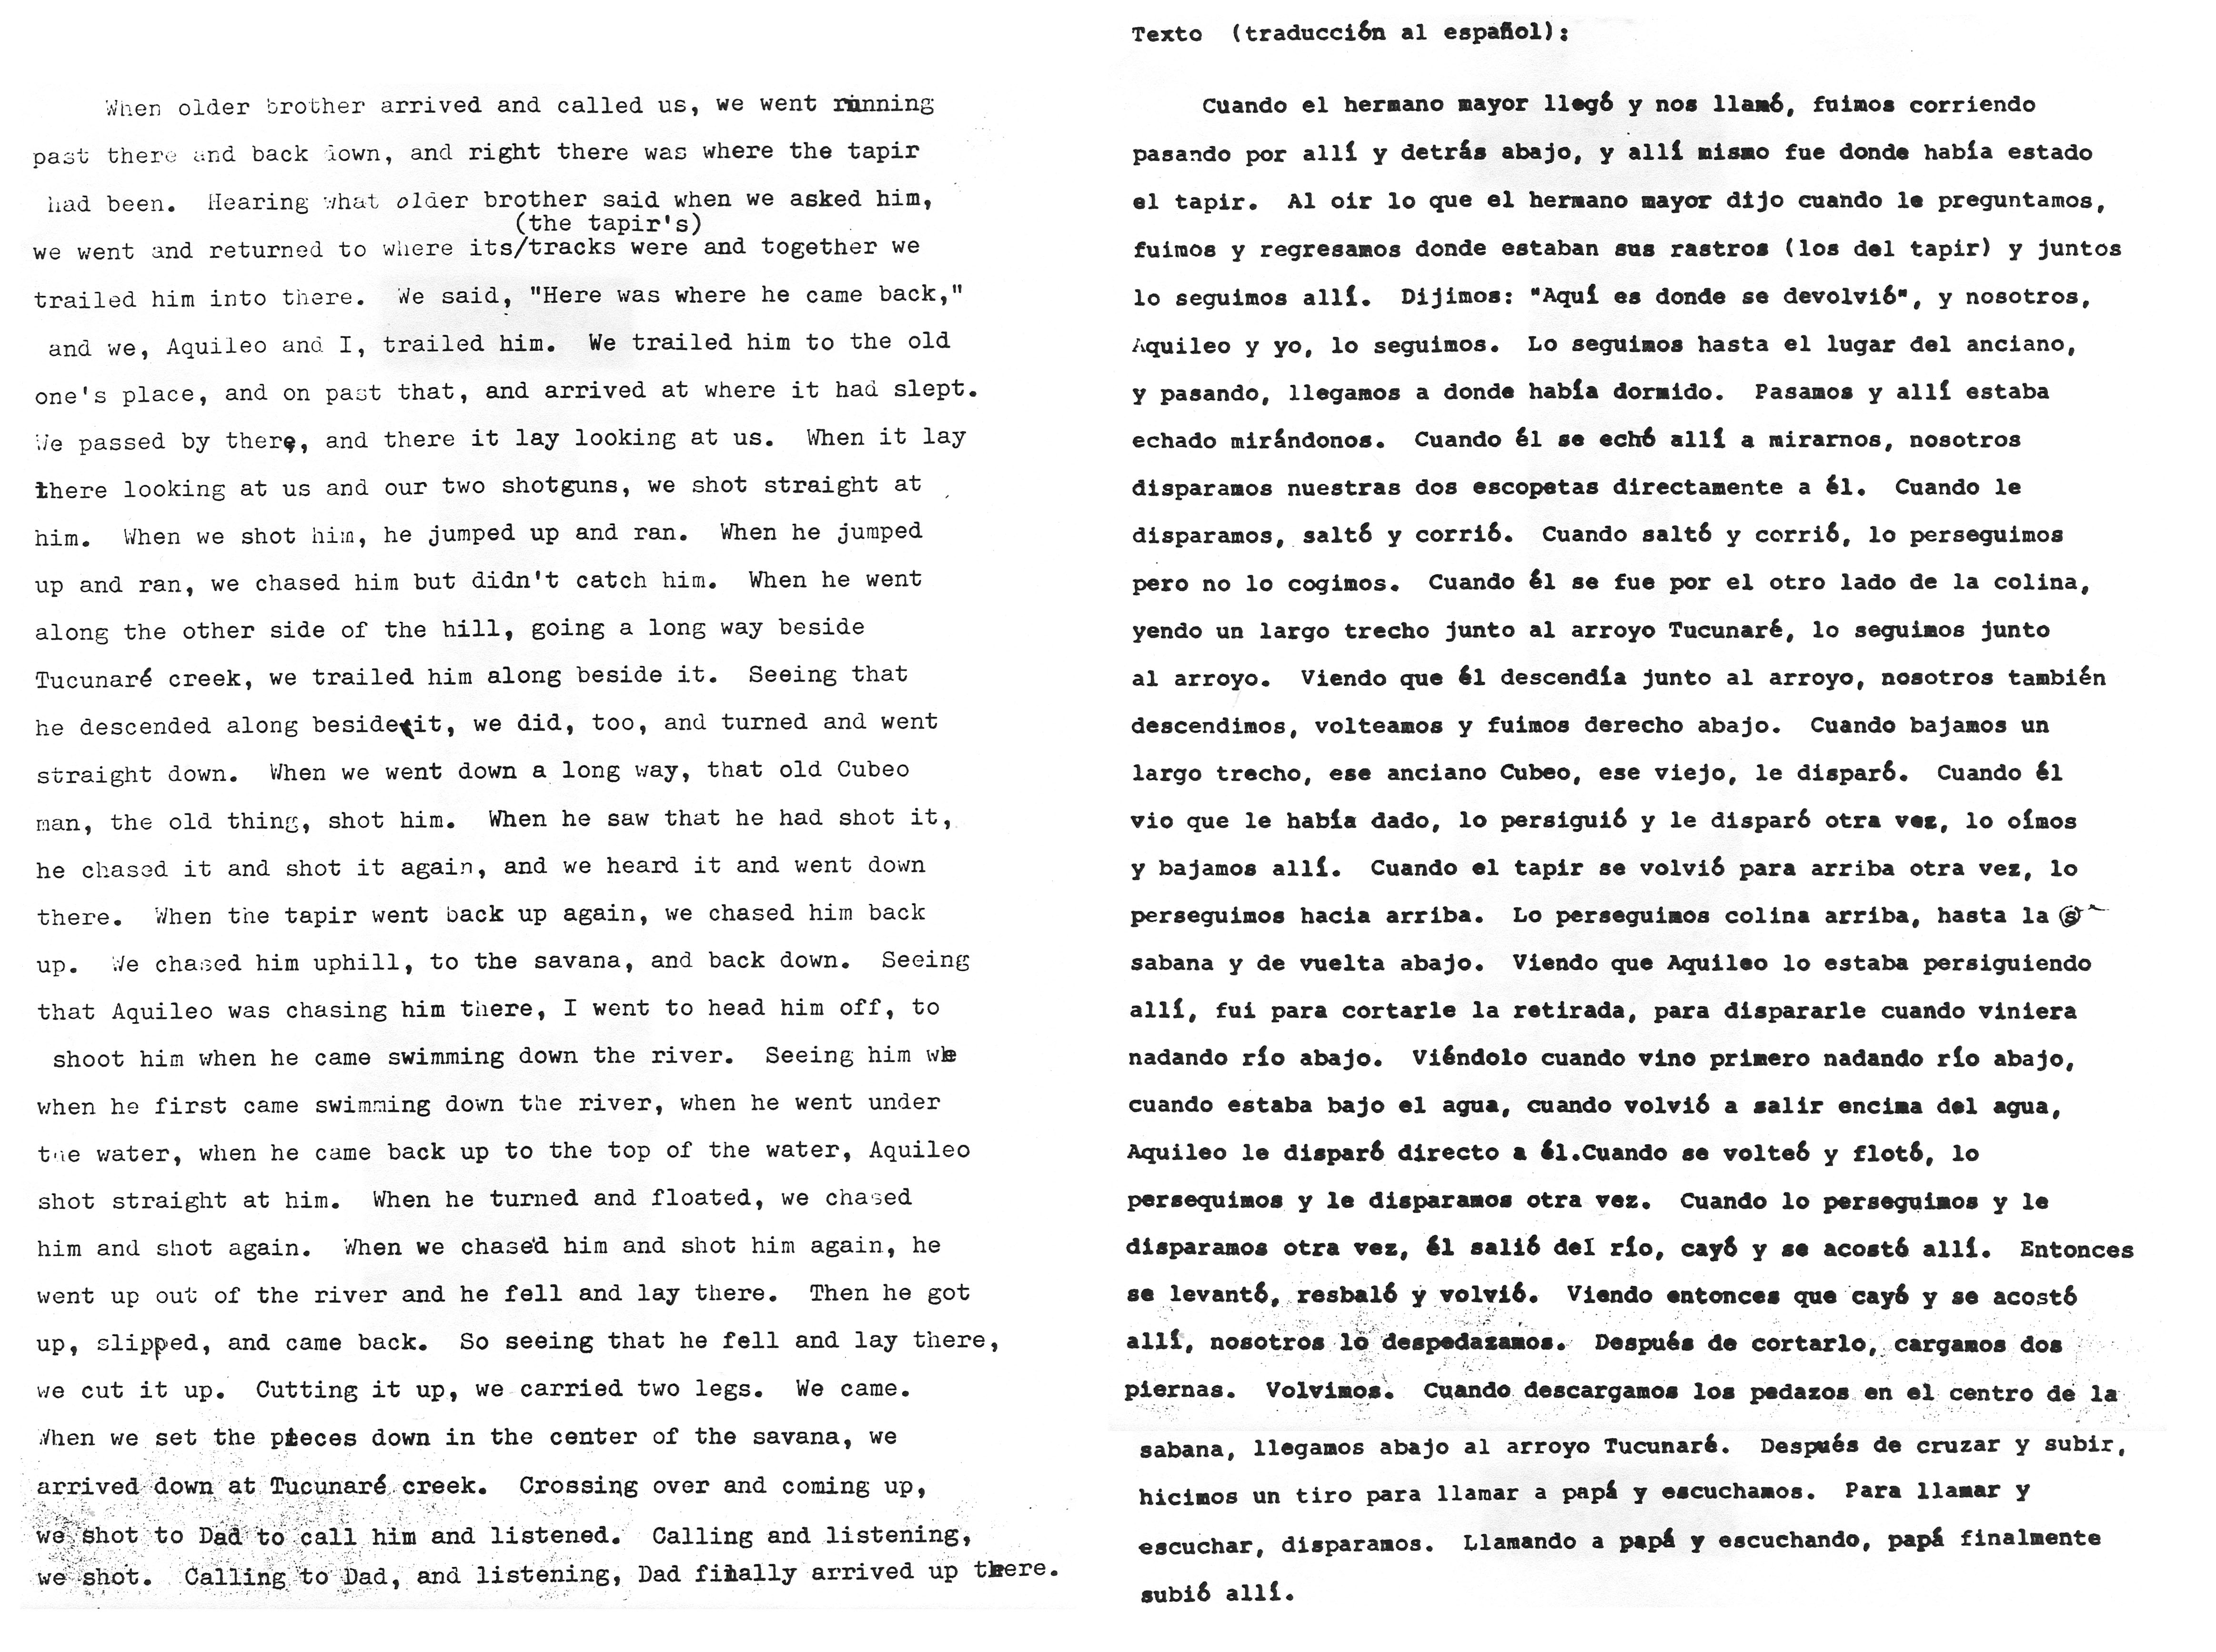 When older brother arrived and called us, we went running
past there and back down, and right there was where the tapir
had been. Hearing what older brother said when we asked him,
(the tapir's)
we went and returned to where its/tracks were and together we
trailed him into there. We said, "Here was where he came back,"
and we, Aquileo and I, trailed him. We trailed him to the old
one's place, and on past that, and arrived at where it had slept.
We passed by there, and there it lay looking at us. When it lay
there looking at us and our two shotguns, we shot straight at
him. When we shot him, he jumped up and ran. When he jumped
up and ran, we chased him but didn't catch him. When he went
along the other side of the hill, going a long way beside
Tucunaré creek, we trailed him along beside it. Seeing that
he descended along beside it, we did, too, and turned and went
straight down. When we went down a long way, that old Cubeo
man, the old thing, shot him. When he saw that he had shot it,
he chased it and shot it again, and we heard it and went down
there. When the tapir went back up again, we chased him back
up. We chased him uphill, to the savana, and back down. Seeing
that Aquileo was chasing him there, I went to head him off, to
shoot him when he came swimming down the river. Seeing him wh
when he first came swimming down the river, when he went under
the water, when he came back up to the top of the water, Aquileo
shot straight at him. When he turned and floated, we chased
him and shot again. When we chased him and shot him again, he
went up out of the river and he fell and lay there. Then he got
up, slipped, and came back. So seeing that he fell and lay there,
we cut it up. Cutting it up, we carried two legs. We came.
When we set the pieces down in the center of the savana, we
arrived down at Tucunaré creek. Crossing over and coming up,
we shot to Dad to call him and listened. Calling and listening,
we shot. Calling to Dad, and listening, Dad finally arrived up there.
Texto (traducción al español):
Cuando el hermano mayor llegó y nos llamó, fuimos corriendo
pasando por allí y detrás abajo, y allí mismo fue donde había estado
el tapir. Al oir lo que el hermano mayor dijo cuando le preguntamos,
fuimos y regresamos donde estaban sus rastros (los del tapir) y juntos
lo seguimos allí. Dijimos: "Aquí es donde se devolvió", y nosotros,
Aquileo y yo, lo seguimos. Lo seguimos hasta el lugar del anciano,
y pasando, llegamos a donde había dormido. Pasamos y allí estaba
echado mirándonos. Cuando él se echó allí a mirarnos, nosotros
disparamos nuestras dos escopetas directamente a él. Cuando le
disparamos, saltó y corrió. Cuando saltó y corrió, lo perseguimos
pero no lo cogimos. Cuando él se fue por el otro lado de la colina,
yendo un largo trecho junto al arroyo Tucunaré, lo seguimos junto
al arroyo. Viendo que él descendía junto al arroyo, nosotros también
descendimos, volteamos y fuimos derecho abajo. Cuando bajamos un
largo trecho, ese anciano Cubeo, ese viejo, le disparó. Cuando él
vio que le había dado, lo persiguió y le disparó otra vez, lo oímos
y bajamos allí. Cuando el tapir se volvió para arriba otra vez, lo
perseguimos hacia arriba. Lo perseguimos colina arriba, hasta la s
sabana y de vuelta abajo. Viendo que Aquileo lo estaba persiguiendo
allí, fui para cortarle la retirada, para dispararle cuando viniera
nadando río abajo. Viéndolo cuando vino primero nadando río abajo,
cuando estaba bajo el agua, cuando volvió a salir encima del agua,
Aquileo le disparó directo a él.Cuando se volteó y flotó, lo
persequimos y le disparamos otra vez. Cuando lo perseguimos y le
disparamos otra vez, él salió del río, cayó y se acostó allí. Entonces
se levantó, resbaló y volvió. Viendo entonces que cayó y se acostó
allí, nosotros lo despedazamos. Después de cortarlo, cargamos dos
piernas. Volvimos. Cuando descargamos los pedazos en el centro de la
sabana, llegamos abajo al arroyo Tucunaré. Después de cruzar y subir,
hicimos un tiro para llamar a papá y escuchamos. Para llamar y
escuchar, disparamos. Llamando a papá y escuchando, papá finalmente
subió allí.